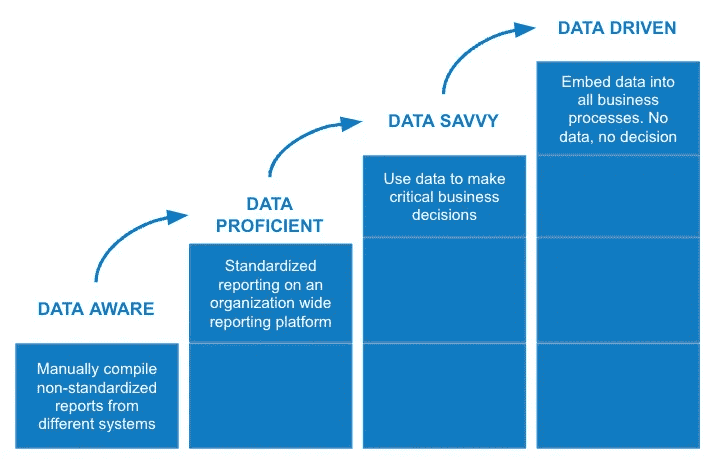 DATA AWARE
Manually compile
non-standardized
reports from
different systems
DATA
PROFICIENT
Standardized
reporting on an
organization wide
reporting platform
DATA SAVVY
Use data to make
critical business
decisions
DATA DRIVEN
Embed data into
all business
processes. No
data, no decision